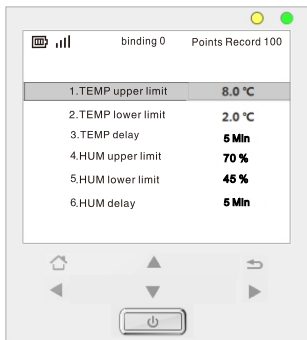 binding 0 Points Record 100
1.TEMP upper limit 8.0 ℃
2.TEMP lower limit 2.0 ℃
3.TEMP delay 5 Min
4.HUM upper limit 70 %
5.HUM lower limit 45 %
6.HUM delay 5 Min